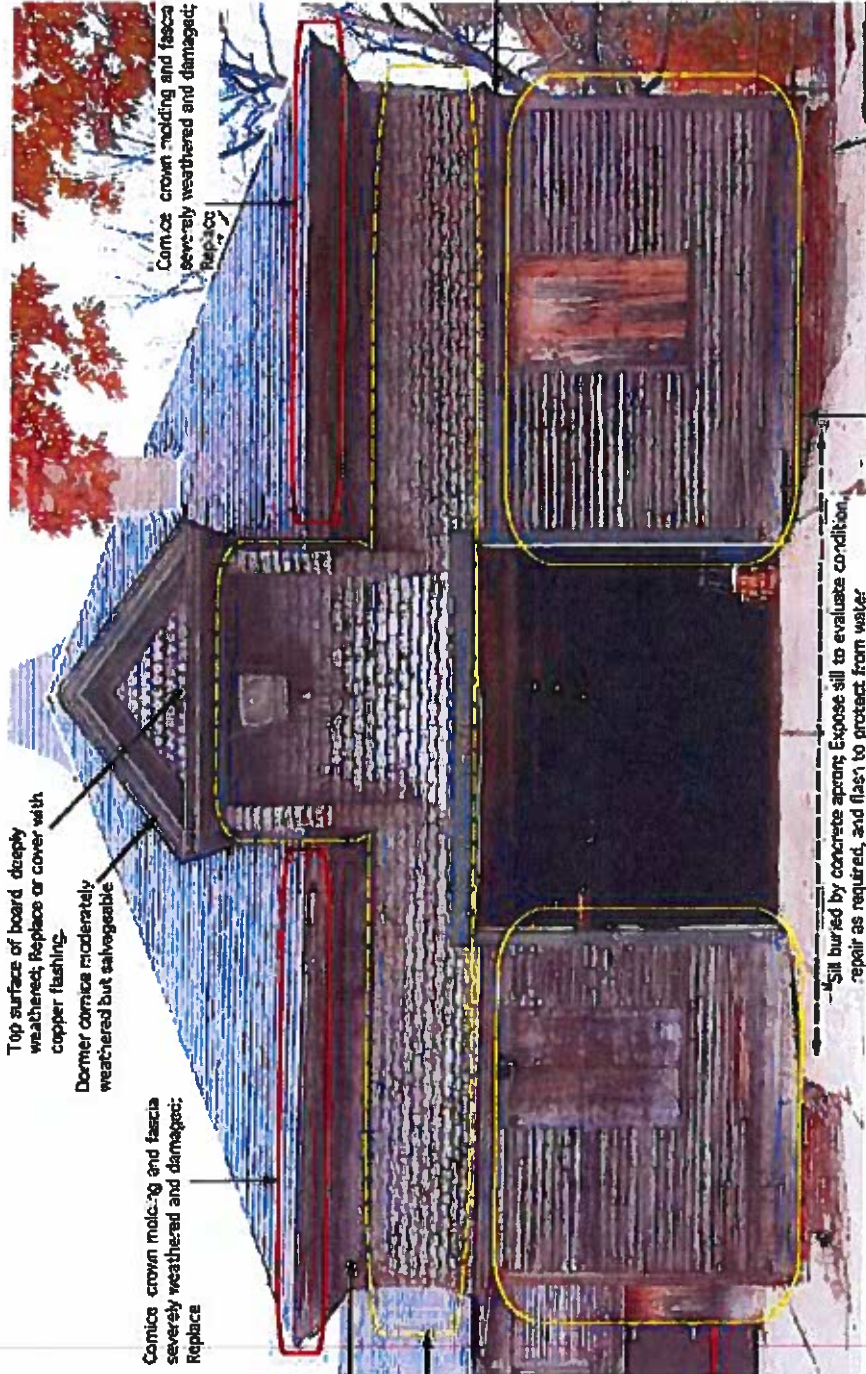 Top surface of board deeply
weathered; Replace or cover with
copper flashing
Dormer cornice moderately
weathered but salvageable
Cornice crown molding and fascia
severely weathered and damaged;
Replace
Cornice crown molding and fascia
severely weathered and damaged;
Replace
Sill buried by concrete apron; Expose sill to evaluate condition,
repair as required, and flash to protect from water